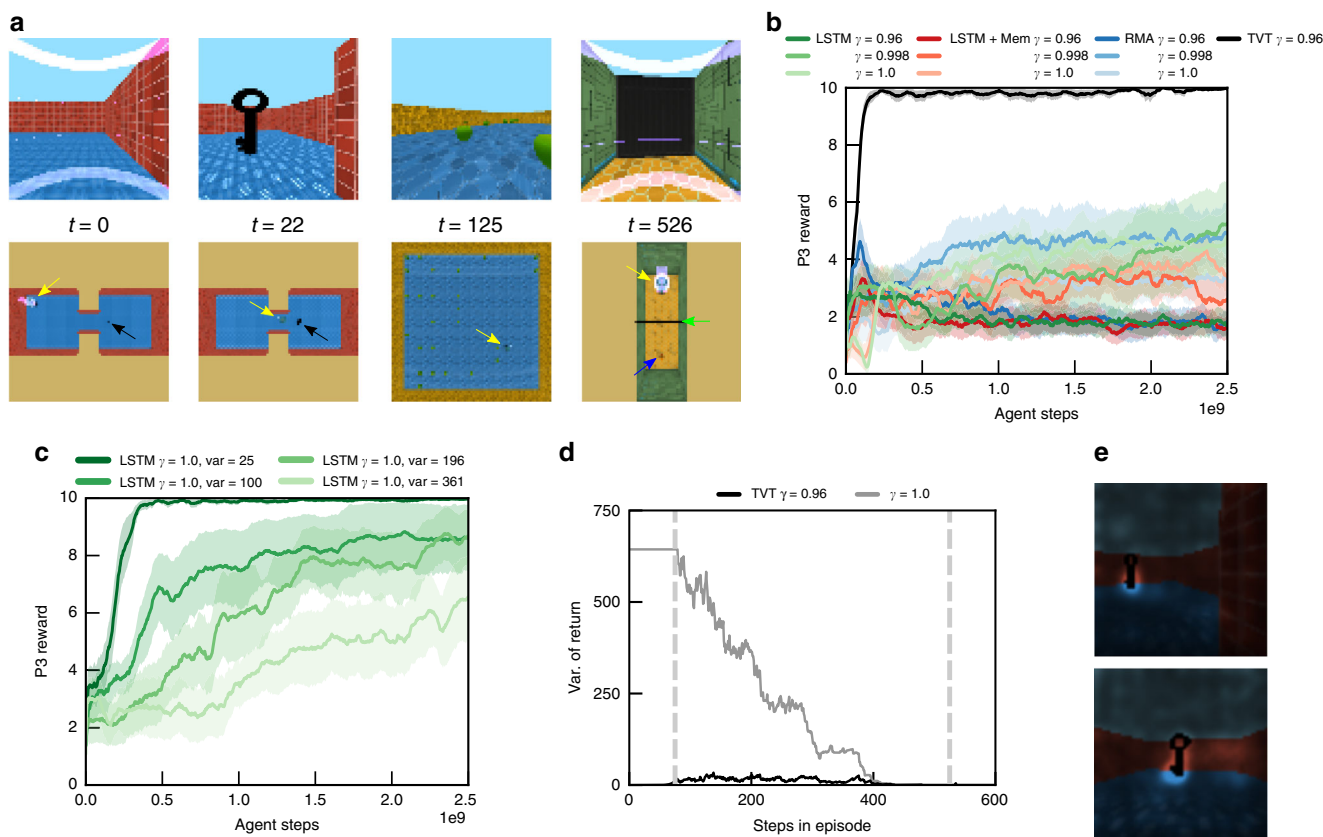 a
t = 0
t = 22
t = 125
t = 526
b
LSTM γ = 0.96
γ = 0.998
γ = 1.0
LSTM + Mem γ = 0.96
γ = 0.998
γ = 1.0
RMA γ = 0.96
γ = 0.998
γ = 1.0
TVT γ = 0.96
P3 reward
10
8
6
4
2
0
0.0
0.5
1.0
1.5
2.0
2.5
1e9
Agent steps
c
LSTM γ = 1.0, var = 25
LSTM γ = 1.0, var = 100
LSTM γ = 1.0, var = 196
LSTM γ = 1.0, var = 361
P3 reward
10
8
6
4
2
0
0.0
0.5
1.0
1.5
2.0
2.5
1e9
Agent steps
d
TVT γ = 0.96
γ = 1.0
Var. of return
750
500
250
0
0
200
400
600
Steps in episode
e